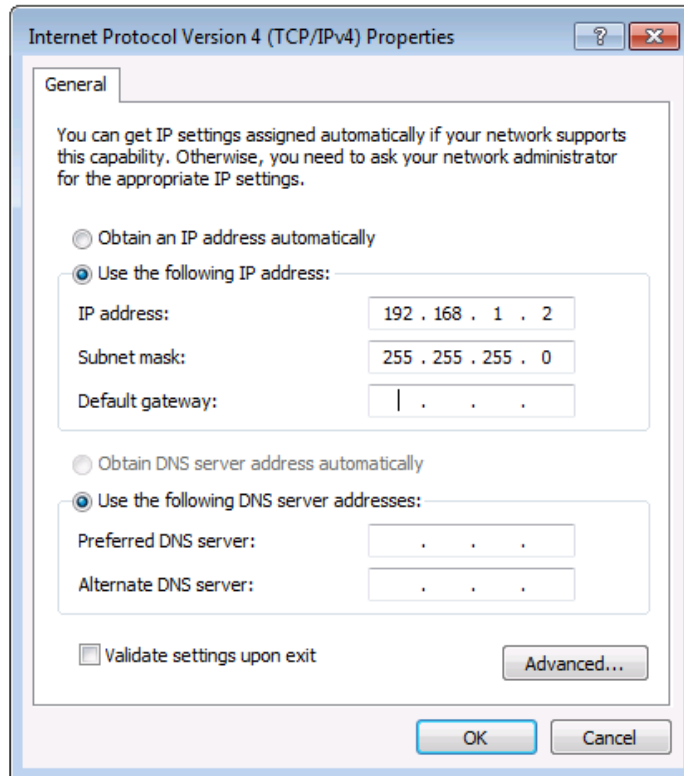 Internet Protocol Version 4 (TCP/IPv4) Properties
?
General
You can get IP settings assigned automatically if your network supports
this capability. Otherwise, you need to ask your network administrator
for the appropriate IP settings.
Obtain an IP address automatically
Use the following IP address:
IP address: 192 . 168 . 1 . 2
Subnet mask: 255 . 255 . 255 . 0
Default gateway: . . .
Obtain DNS server address automatically
Use the following DNS server addresses:
Preferred DNS server: . . .
Alternate DNS server: . . .
Validate settings upon exit
Advanced...
OK Cancel